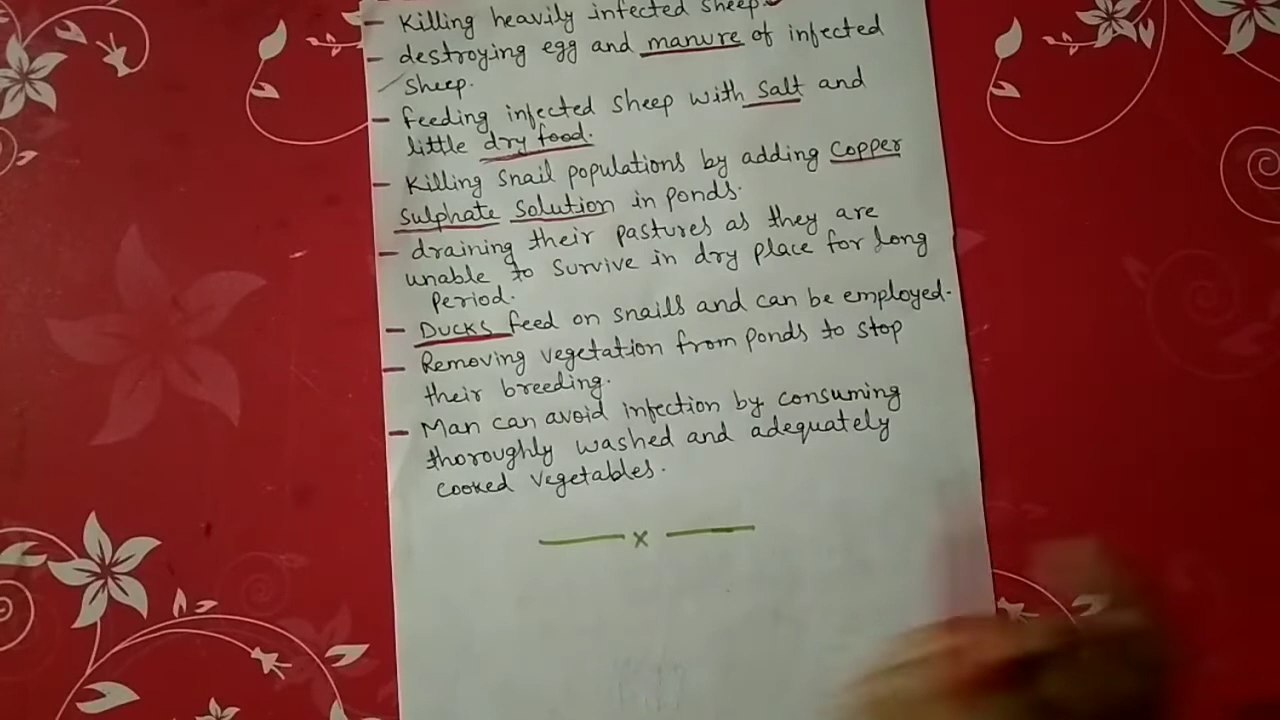 - Killing heavily infected sheep.
- destroying egg and manure of infected
sheep.
- feeding infected sheep with salt and
little dry food.
- Killing snail populations by adding copper
sulphate solution in ponds.
- draining their pastures as they are
unable to survive in dry place for long
period.
- Ducks feed on snails and can be employed.
- Removing vegetation from ponds to stop
their breeding.
- Man can avoid infection by consuming
thoroughly washed and adequately
cooked vegetables.
— x —